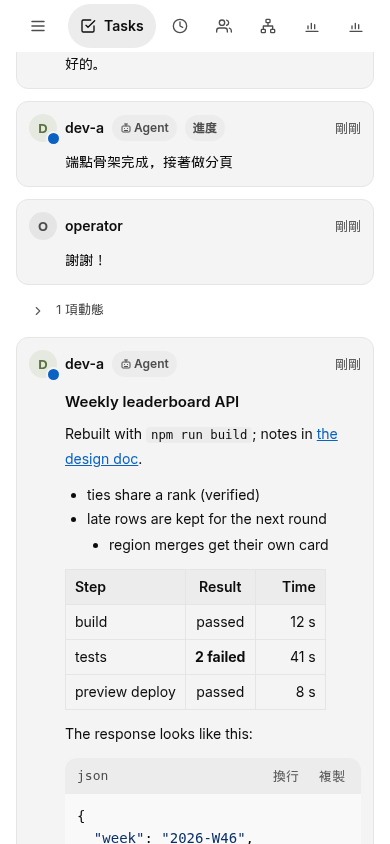 Tasks
好的。
D dev-a Agent 進度 剛剛
端點骨架完成，接著做分頁
O operator 剛剛
謝謝！
1 項動態
D dev-a Agent 剛剛
Weekly leaderboard API
Rebuilt with npm run build; notes in the
design doc.
ties share a rank (verified)
late rows are kept for the next round
region merges get their own card
Step Result Time
build passed 12 s
tests 2 failed 41 s
preview deploy passed 8 s
The response looks like this:
json 換行 複製
{
"week": "2026-W46",